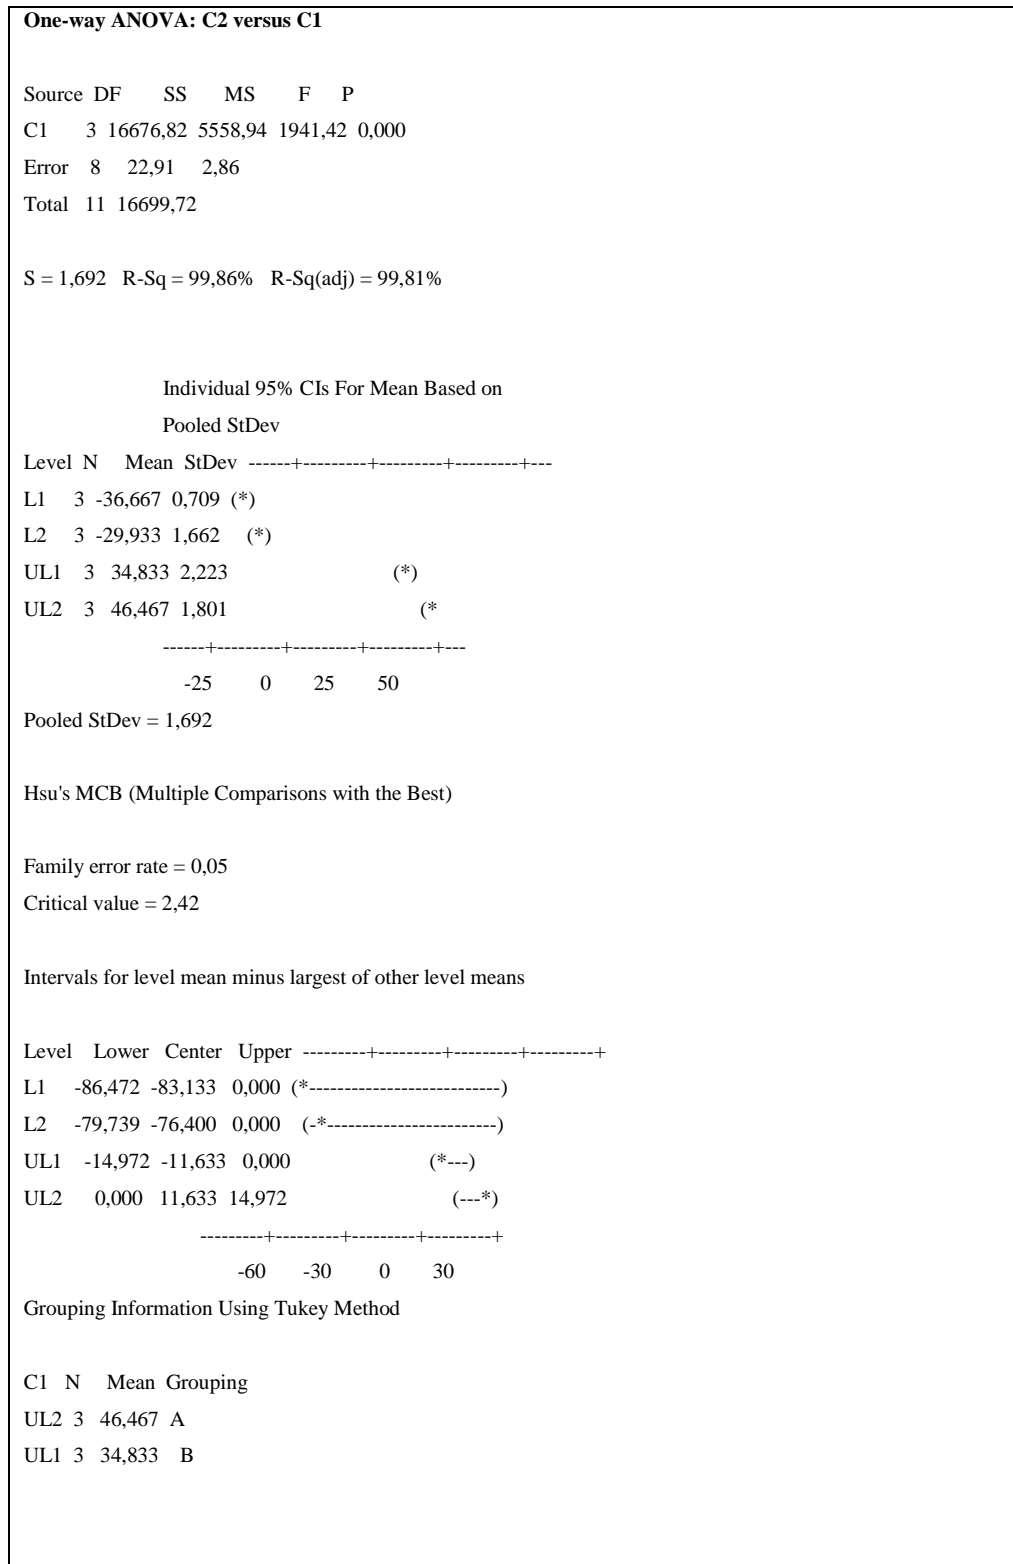 One-way ANOVA: C2 versus C1
Source DF SS MS F P
C1 3 16676,82 5558,94 1941,42 0,000
Error 8 22,91 2,86
Total 11 16699,72
S = 1,692 R-Sq = 99,86% R-Sq(adj) = 99,81%
Individual 95% CIs For Mean Based on
Pooled StDev
Level N Mean StDev ------+---------+---------+---------+---
L1 3 -36,667 0,709 (*)
L2 3 -29,933 1,662 (*)
UL1 3 34,833 2,223 (*)
UL2 3 46,467 1,801 (*
------+---------+---------+---------+---
-25 0 25 50
Pooled StDev = 1,692
Hsu's MCB (Multiple Comparisons with the Best)
Family error rate = 0,05
Critical value = 2,42
Intervals for level mean minus largest of other level means
Level Lower Center Upper ---------+---------+---------+---------+
L1 -86,472 -83,133 0,000 (*---------------------------)
L2 -79,739 -76,400 0,000 (-*------------------------)
UL1 -14,972 -11,633 0,000 (*---)
UL2 0,000 11,633 14,972 (---*)
---------+---------+---------+---------+
-60 -30 0 30
Grouping Information Using Tukey Method
C1 N Mean Grouping
UL2 3 46,467 A
UL1 3 34,833 B